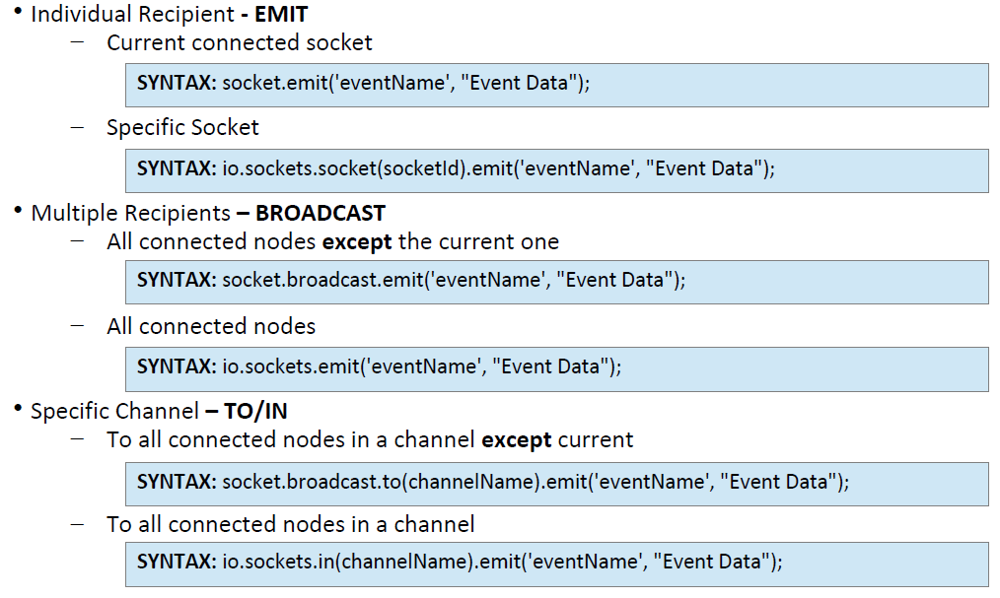 • Individual Recipient - EMIT
– Current connected socket
SYNTAX: socket.emit('eventName', "Event Data");
– Specific Socket
SYNTAX: io.sockets.socket(socketId).emit('eventName', "Event Data");
• Multiple Recipients – BROADCAST
– All connected nodes except the current one
SYNTAX: socket.broadcast.emit('eventName', "Event Data");
– All connected nodes
SYNTAX: io.sockets.emit('eventName', "Event Data");
• Specific Channel – TO/IN
– To all connected nodes in a channel except current
SYNTAX: socket.broadcast.to(channelName).emit('eventName', "Event Data");
– To all connected nodes in a channel
SYNTAX: io.sockets.in(channelName).emit('eventName', "Event Data");